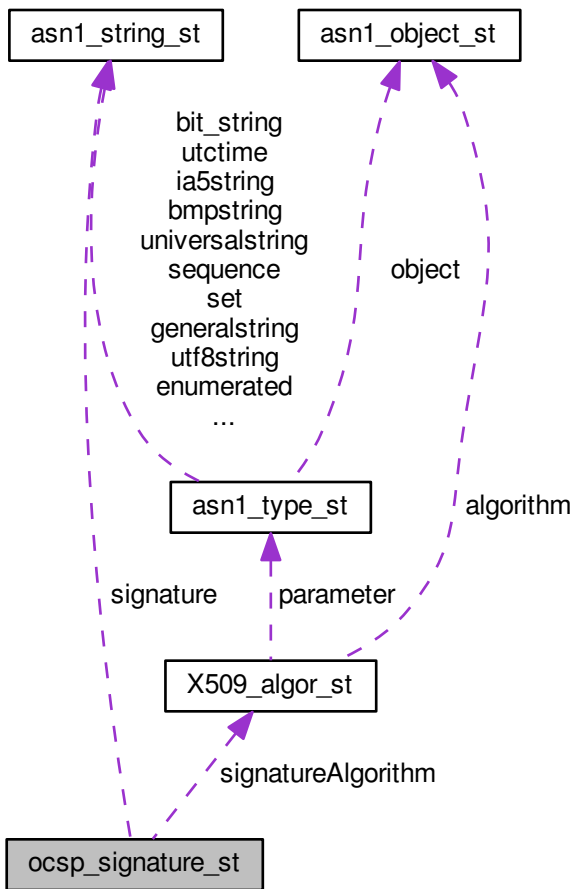 asn1_string_st
asn1_object_st
bit_string
utctime
ia5string
bmpstring
universalstring
sequence
set
generalstring
utf8string
enumerated
...
object
asn1_type_st
algorithm
signature
parameter
X509_algor_st
signatureAlgorithm
ocsp_signature_st